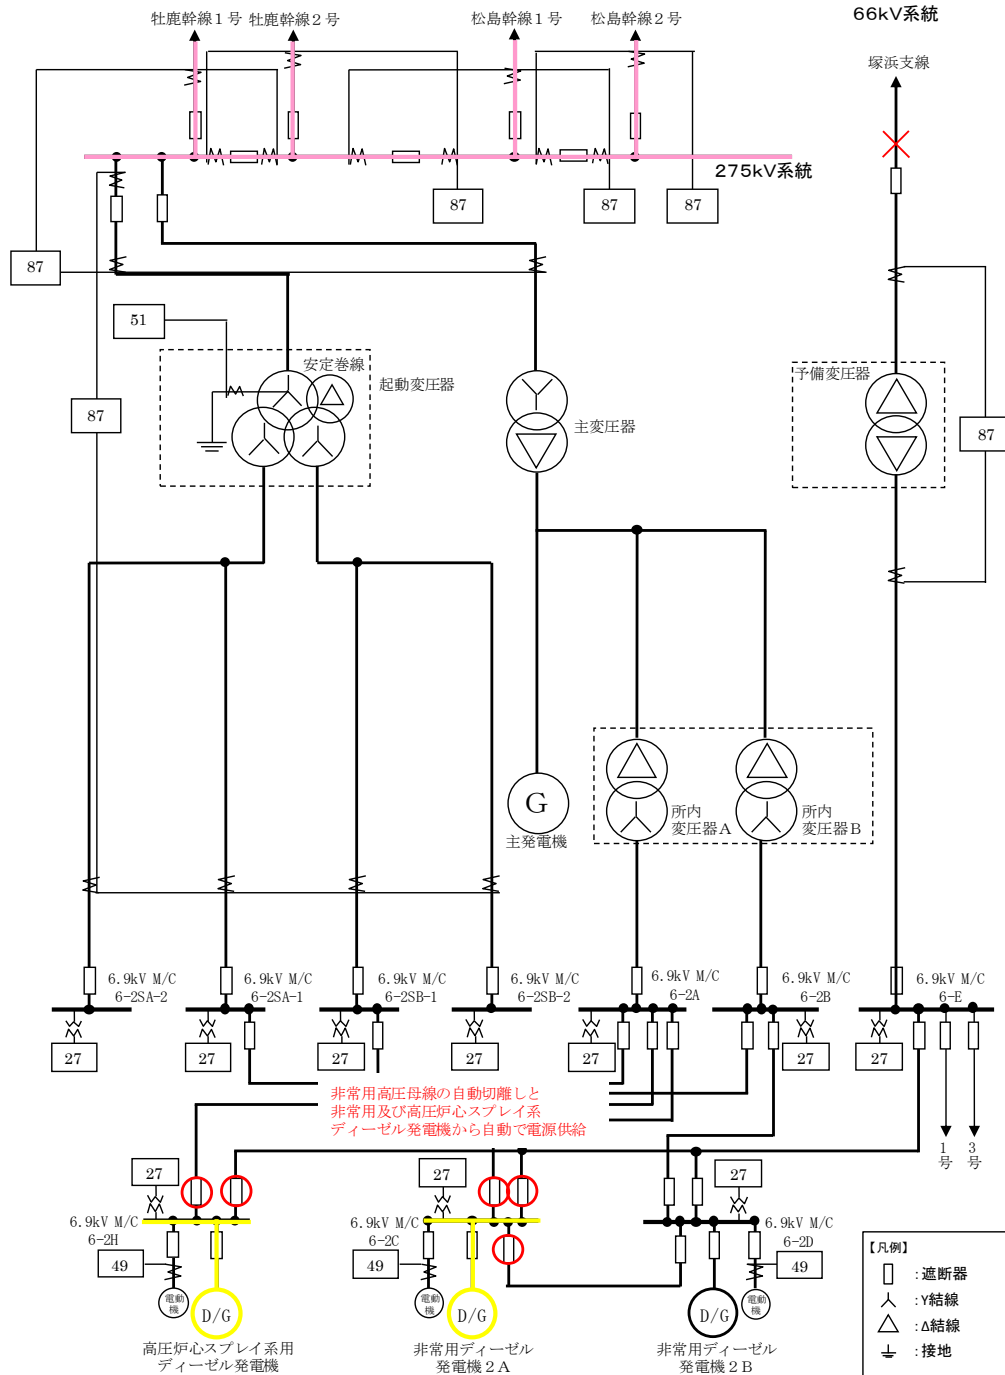 66kV系統
牡鹿幹線1号
牡鹿幹線2号
松島幹線1号
松島幹線2号
塚浜支線
275kV系統
87
87
87
87
51
安定巻線
起動変圧器
87
主変圧器
予備変圧器
87
G
主発電機
所内
変圧器A
所内
変圧器B
6.9kV M/C
6-2SA-2
6.9kV M/C
6-2SA-1
6.9kV M/C
6-2SB-1
6.9kV M/C
6-2SB-2
6.9kV M/C
6-2A
6.9kV M/C
6-2B
6.9kV M/C
6-E
27
27
27
27
27
27
27
非常用高圧母線の自動切離しと
非常用及び高圧炉心スプレイ系
ディーゼル発電機から自動で電源供給
1
号
3
号
27
27
27
6.9kV M/C
6-2H
6.9kV M/C
6-2C
6.9kV M/C
6-2D
49
49
49
電動
機
電動
機
電動
機
D/G
D/G
D/G
高圧炉心スプレイ系用
ディーゼル発電機
非常用ディーゼル
発電機2A
非常用ディーゼル
発電機2B
【凡例】
:遮断器
:Y結線
:Δ結線
:接地